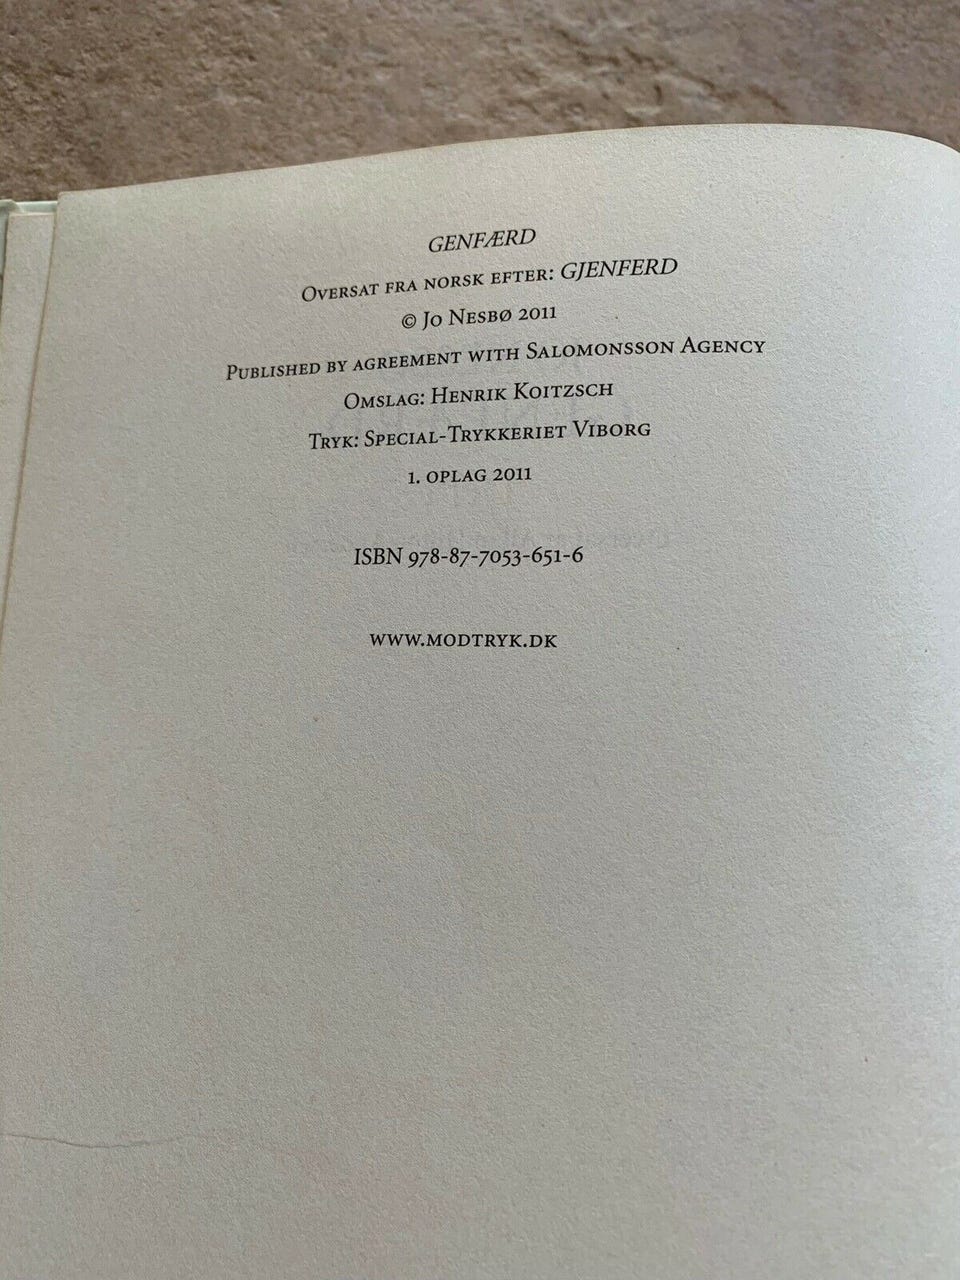 GENFÆRD
OVERSAT FRA NORSK EFTER: GJENFERD
© JO NESBØ 2011
PUBLISHED BY AGREEMENT WITH SALOMONSSON AGENCY
OMSLAG: HENRIK KOITZSCH
TRYK: SPECIAL-TRYKKERIET VIBORG
1. OPLAG 2011
ISBN 978-87-7053-651-6
WWW.MODTRYK.DK